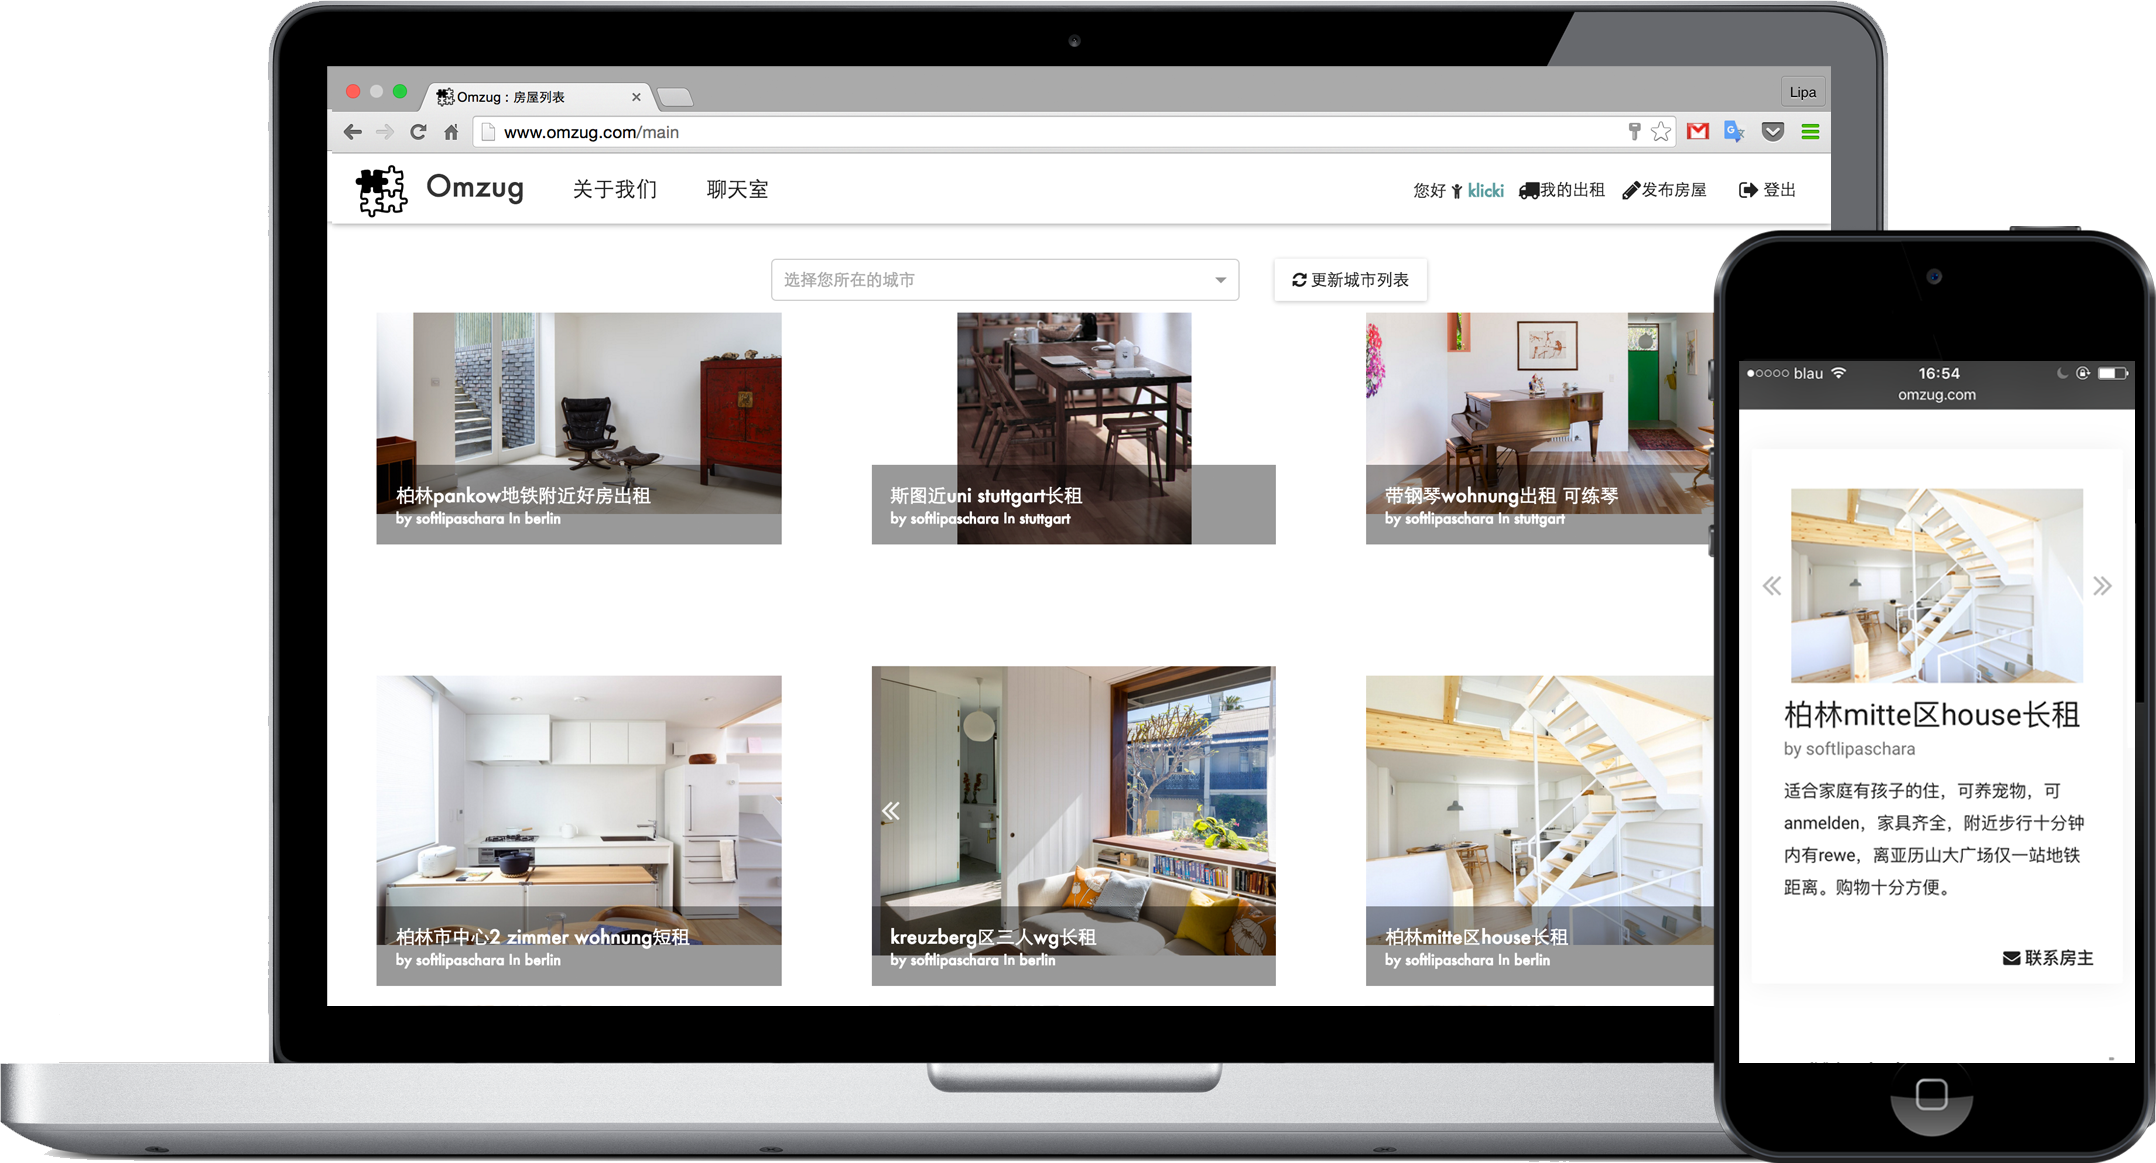 Omzug : 房屋列表
Lipa
www.omzug.com/main
Omzug
关于我们
聊天室
您好 klicki
我的出租
发布房屋
登出
选择您所在的城市
更新城市列表
柏林pankow地铁附近好房出租
by softlipaschara In berlin
斯图近uni stuttgart长租
by softlipaschara In stuttgart
带钢琴wohnung出租 可练琴
by softlipaschara In stuttgart
柏林市中心2 zimmer wohnung短租
by softlipaschara In berlin
kreuzberg区三人wg长租
by softlipaschara In berlin
柏林mitte区house长租
by softlipaschara In berlin
blau
16:54
omzug.com
柏林mitte区house长租
by softlipaschara
适合家庭有孩子的住，可养宠物，可
anmelden，家具齐全，附近步行十分钟
内有rewe，离亚历山大广场仅一站地铁
距离。购物十分方便。
联系房主